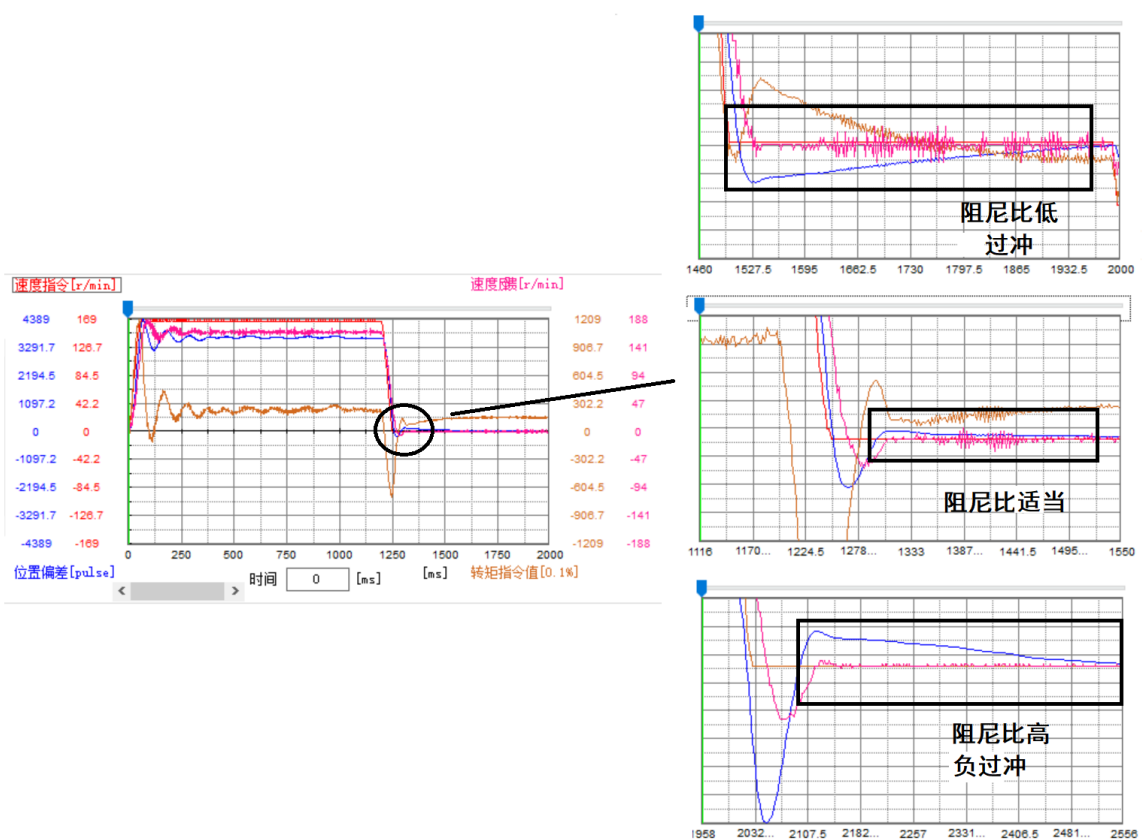 1460 1527.5 1595 1662.5 1730 1797.5 1865 1932.5 2000
阻尼比低
过冲
速度指令[r/min] 速度反馈[r/min]
4389 169 1209 188
3291.7 126.7 906.7 141
2194.5 84.5 604.5 94
1097.2 42.2 302.2 47
0 0 0 0
-1097.2 -42.2 -302.2 -47
-2194.5 -84.5 -604.5 -94
-3291.7 -126.7 -906.7 -141
-4389 -169 -1209 -188
0 250 500 750 1000 1250 1500 1750 2000
位置偏差[pulse] 时间 0 [ms] [ms] 转矩指令值[0.1%]
阻尼比适当
1116 1170... 1224.5 1278... 1333 1387... 1441.5 1495... 1550
阻尼比高
负过冲
1958 2032... 2107.5 2182... 2257 2331... 2406.5 2481... 2556